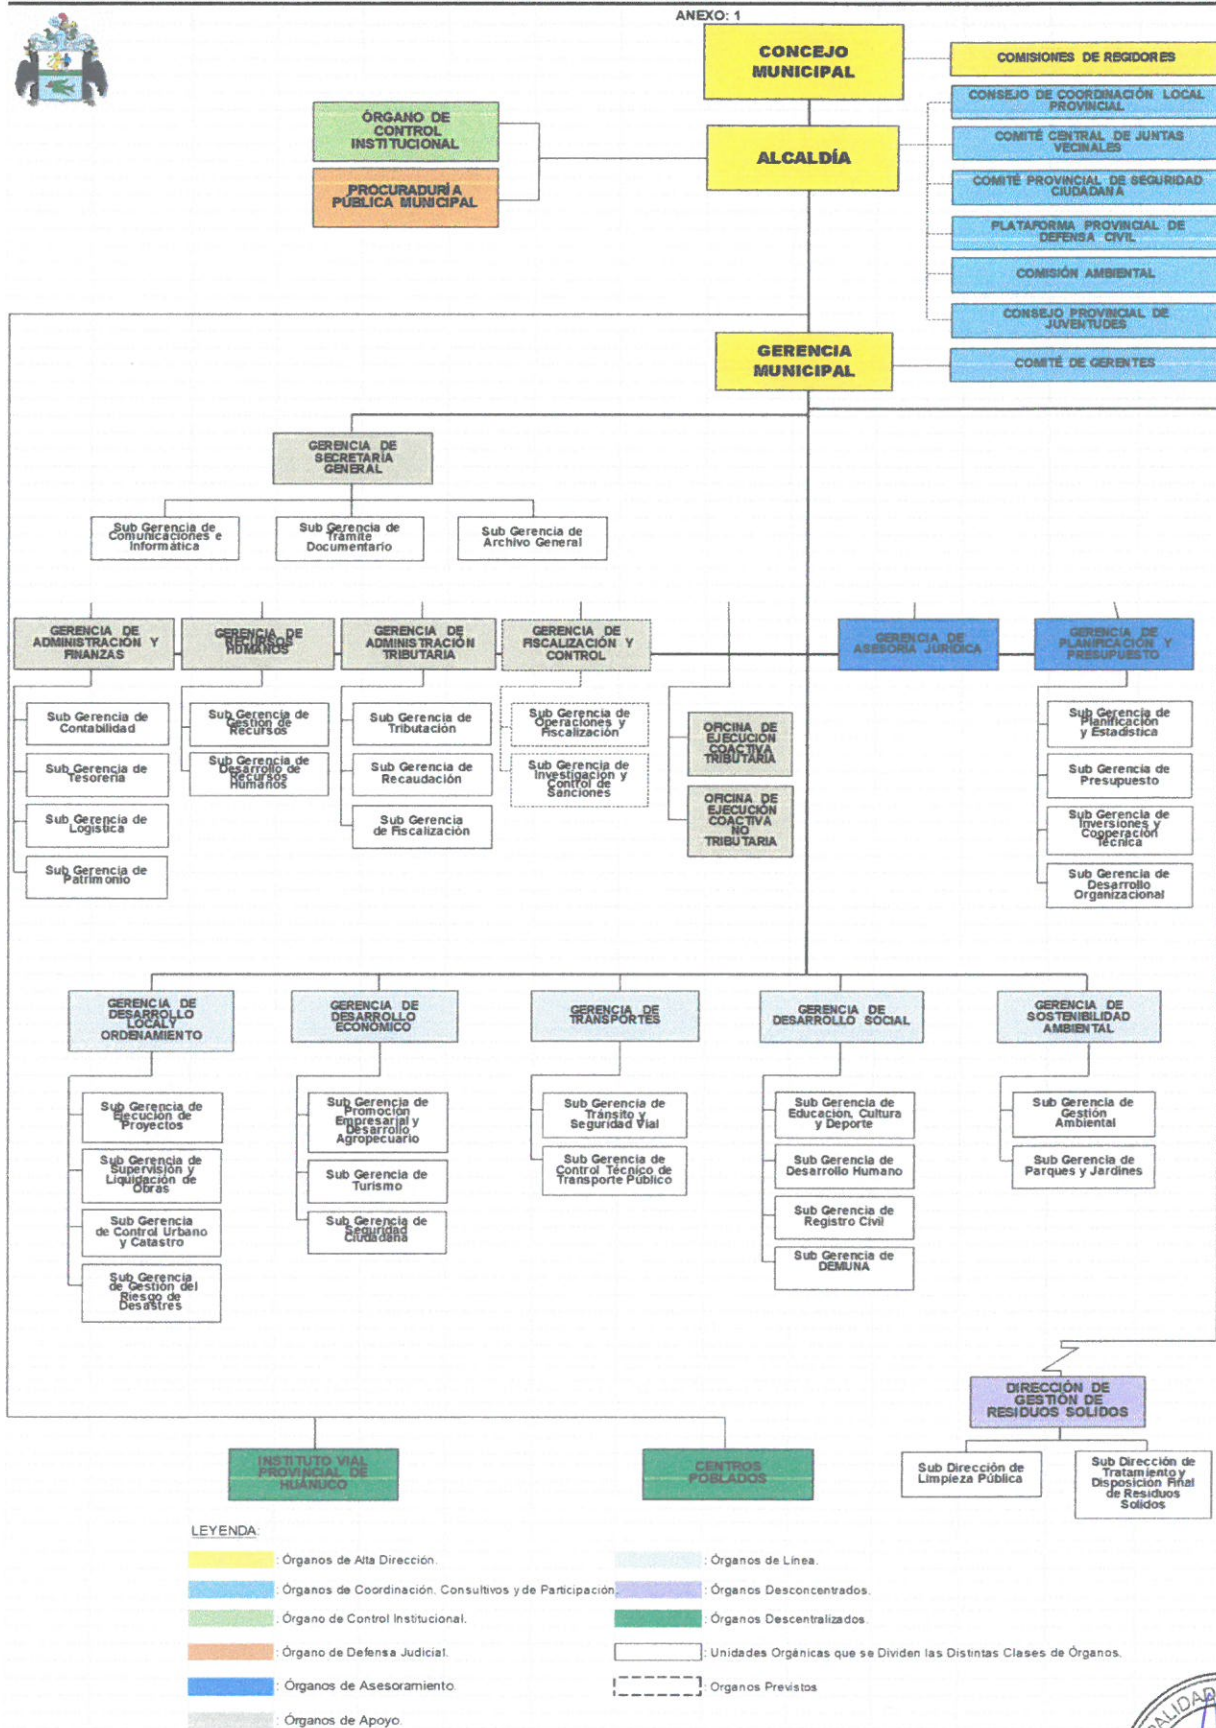 ANEXO: 1
CONCEJO
MUNICIPAL
COMISIONES DE REGIDORES
CONSEJO DE COORDINACIÓN LOCAL
PROVINCIAL
ÓRGANO DE
CONTROL
INSTITUCIONAL
ALCALDÍA
COMITÉ CENTRAL DE JUNTAS
VECINALES
PROCURADURÍA
PÚBLICA MUNICIPAL
COMITÉ PROVINCIAL DE SEGURIDAD
CIUDADANA
PLATAFORMA PROVINCIAL DE
DEFENSA CIVIL
COMISIÓN AMBIENTAL
CONSEJO PROVINCIAL DE
JUVENTUDES
GERENCIA
MUNICIPAL
COMITÉ DE GERENTES
GERENCIA DE
SECRETARÍA
GENERAL
Sub Gerencia de
Comunicaciones e
Informática
Sub Gerencia de
Trámite
Documentario
Sub Gerencia de
Archivo General
GERENCIA DE
ADMINISTRACIÓN Y
FINANZAS
GERENCIA DE
RECURSOS
HUMANOS
GERENCIA DE
ADMINISTRACIÓN
TRIBUTARIA
GERENCIA DE
FISCALIZACIÓN Y
CONTROL
GERENCIA DE
ASESORÍA JURÍDICA
GERENCIA DE
PLANIFICACIÓN Y
PRESUPUESTO
Sub Gerencia de
Contabilidad
Sub Gerencia de
Tesorería
Sub Gerencia de
Logística
Sub Gerencia de
Patrimonio
Sub Gerencia de
Gestión de
Recursos
Sub Gerencia de
Desarrollo de
Recursos
Humanos
Sub Gerencia de
Tributación
Sub Gerencia de
Recaudación
Sub Gerencia
de Fiscalización
Sub Gerencia de
Operaciones y
Fiscalización
Sub Gerencia de
Investigación y
Control de
Sanciones
OFICINA DE
EJECUCIÓN
COACTIVA
TRIBUTARIA
OFICINA DE
EJECUCIÓN
COACTIVA
NO
TRIBUTARIA
Sub Gerencia de
Planificación
y Estadística
Sub Gerencia de
Presupuesto
Sub Gerencia de
Inversiones y
Cooperación
Técnica
Sub Gerencia de
Desarrollo
Organizacional
GERENCIA DE
DESARROLLO
LOCAL Y
ORDENAMIENTO
GERENCIA DE
DESARROLLO
ECONÓMICO
GERENCIA DE
TRANSPORTES
GERENCIA DE
DESARROLLO SOCIAL
GERENCIA DE
SOSTENIBILIDAD
AMBIENTAL
Sub Gerencia de
Ejecución de
Proyectos
Sub Gerencia de
Supervisión y
Liquidación de
Obras
Sub Gerencia
de Control Urbano
y Catastro
Sub Gerencia
de Gestión del
Riesgo de
Desastres
Sub Gerencia de
Promoción
Empresarial y
Desarrollo
Agropecuario
Sub Gerencia de
Turismo
Sub Gerencia de
Seguridad
Ciudadana
Sub Gerencia de
Tránsito y
Seguridad Vial
Sub Gerencia de
Control Técnico de
Transporte Público
Sub Gerencia de
Educación, Cultura
y Deporte
Sub Gerencia de
Desarrollo Humano
Sub Gerencia de
Registro Civil
Sub Gerencia de
DEMUNA
Sub Gerencia de
Gestión
Ambiental
Sub Gerencia de
Parques y Jardines
DIRECCIÓN DE
GESTIÓN DE
RESIDUOS SOLIDOS
INSTITUTO VIAL
PROVINCIAL DE
HUÁNUCO
CENTROS
POBLADOS
Sub Dirección de
Limpieza Pública
Sub Dirección de
Tratamiento y
Disposición Final
de Residuos
Solidos
LEYENDA:
: Órganos de Alta Dirección.
: Órganos de Línea.
: Órganos de Coordinación, Consultivos y de Participación.
: Órganos Desconcentrados.
: Órgano de Control Institucional.
: Órganos Descentralizados.
: Órgano de Defensa Judicial.
: Unidades Orgánicas que se Dividen las Distintas Clases de Órganos.
: Órganos de Asesoramiento.
: Organos Previstos
: Órganos de Apoyo.